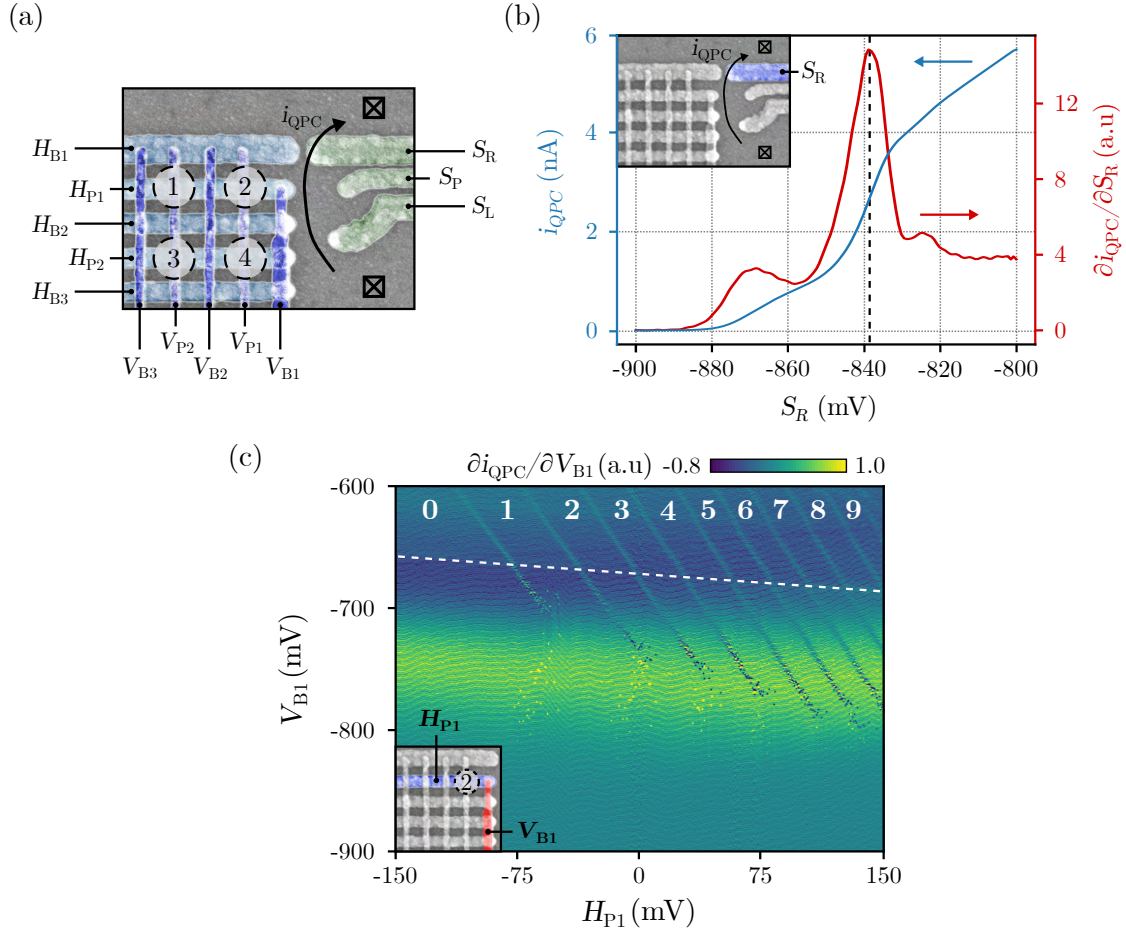 (a)
i_QPC
H_B1
H_P1
H_B2
H_P2
H_B3
1 2
3 4
S_R
S_P
S_L
V_P2 V_P1
V_B3 V_B2 V_B1
(b)
i_QPC
S_R
i_QPC (nA)
6
4
2
0
∂i_QPC/∂S_R (a.u)
12
8
4
0
-900 -880 -860 -840 -820 -800
S_R (mV)
(c)
∂i_QPC/∂V_B1 (a.u) -0.8 1.0
0 1 2 3 4 5 6 7 8 9
V_B1 (mV)
-600
-700
-800
-900
H_P1
2
V_B1
-150 -75 0 75 150
H_P1 (mV)